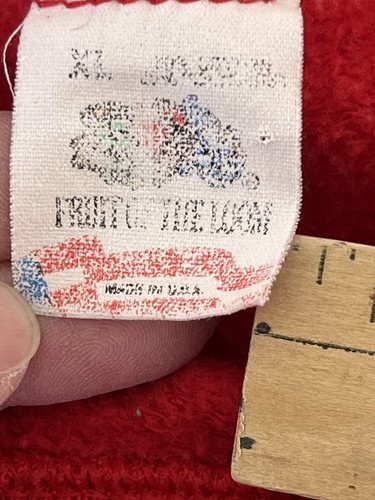 XL
FRUIT OF THE LOOM
MADE IN U.S.A.